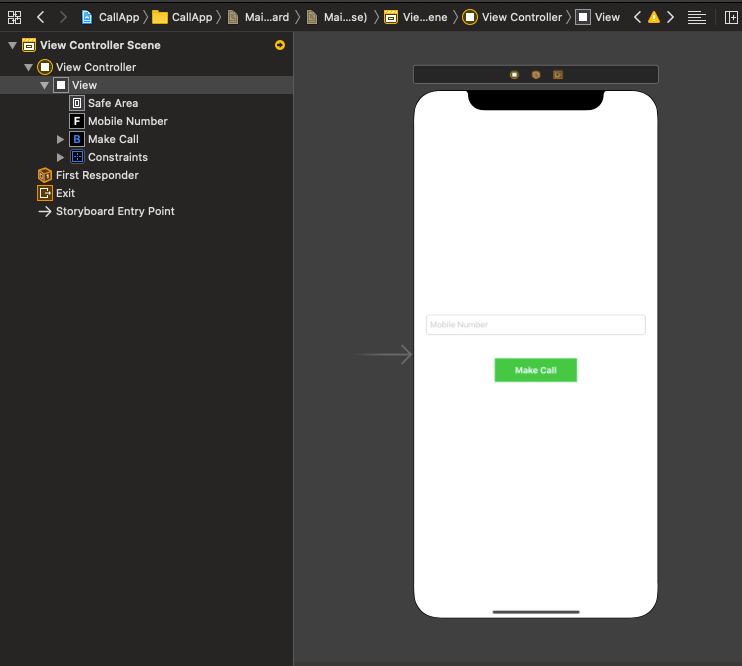 CallApp CallApp Mai...ard Mai...se) Vie...ene View Controller View
View Controller Scene
View Controller
View
Safe Area
F Mobile Number
B Make Call
Constraints
First Responder
Exit
Storyboard Entry Point
Mobile Number
Make Call